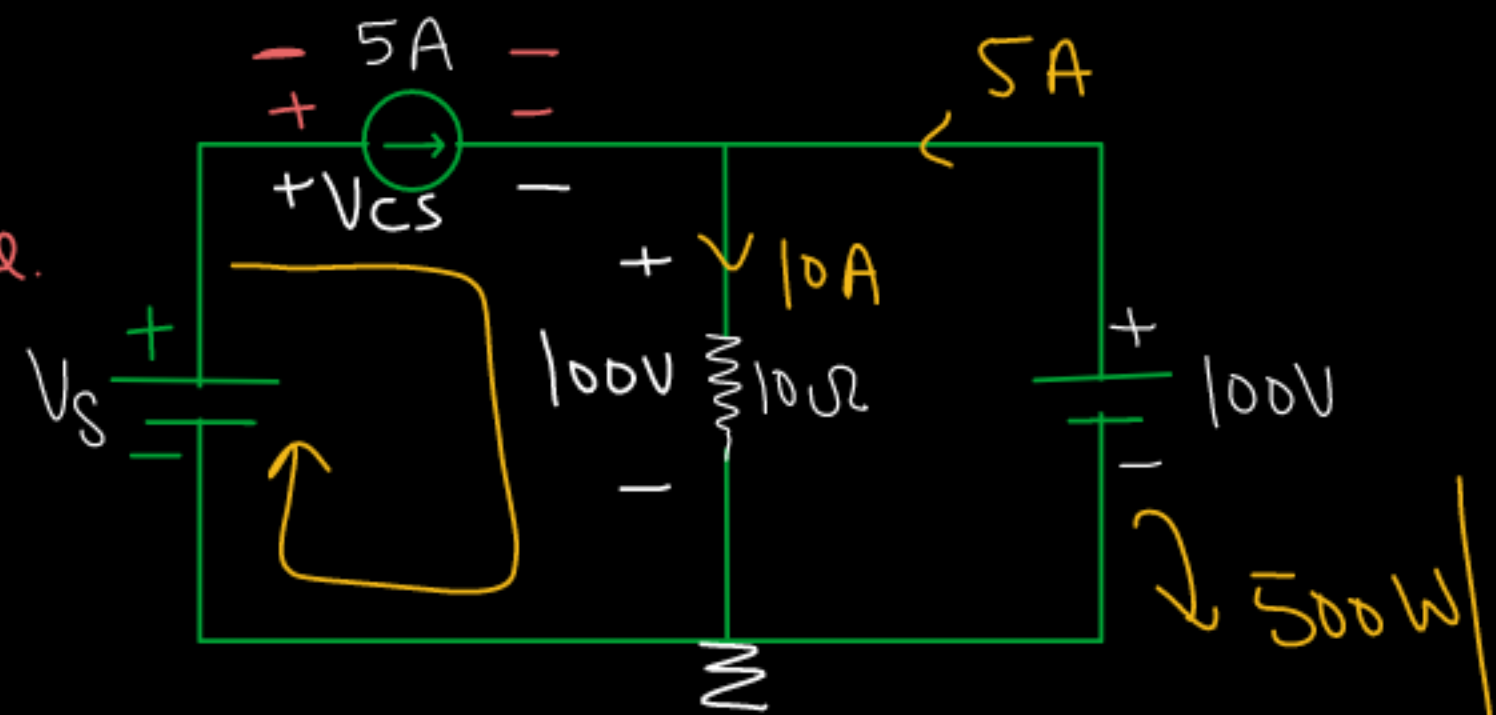 - 5A -
+ -
5A
+Vcs -
e.
+ 10A
+
Vs
100V 10Ω
+
100V
-
-
-
500W